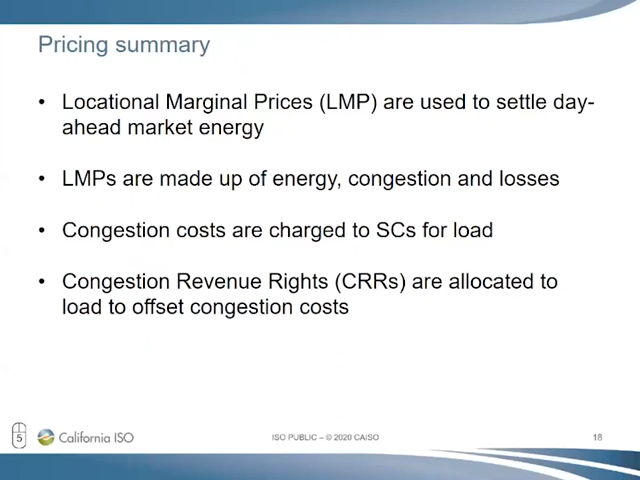 Pricing summary
• Locational Marginal Prices (LMP) are used to settle day-
ahead market energy
• LMPs are made up of energy, congestion and losses
• Congestion costs are charged to SCs for load
• Congestion Revenue Rights (CRRs) are allocated to
load to offset congestion costs
5 California ISO ISO PUBLIC – © 2020 CAISO 18